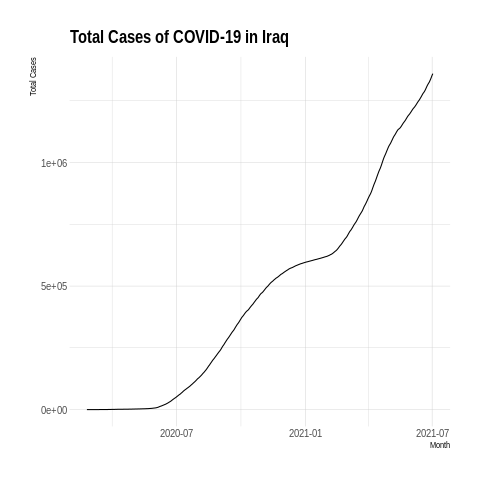 Total Cases of COVID-19 in Iraq
Total Cases
1e+06
5e+05
0e+00
2020-07
2021-01
2021-07
Month